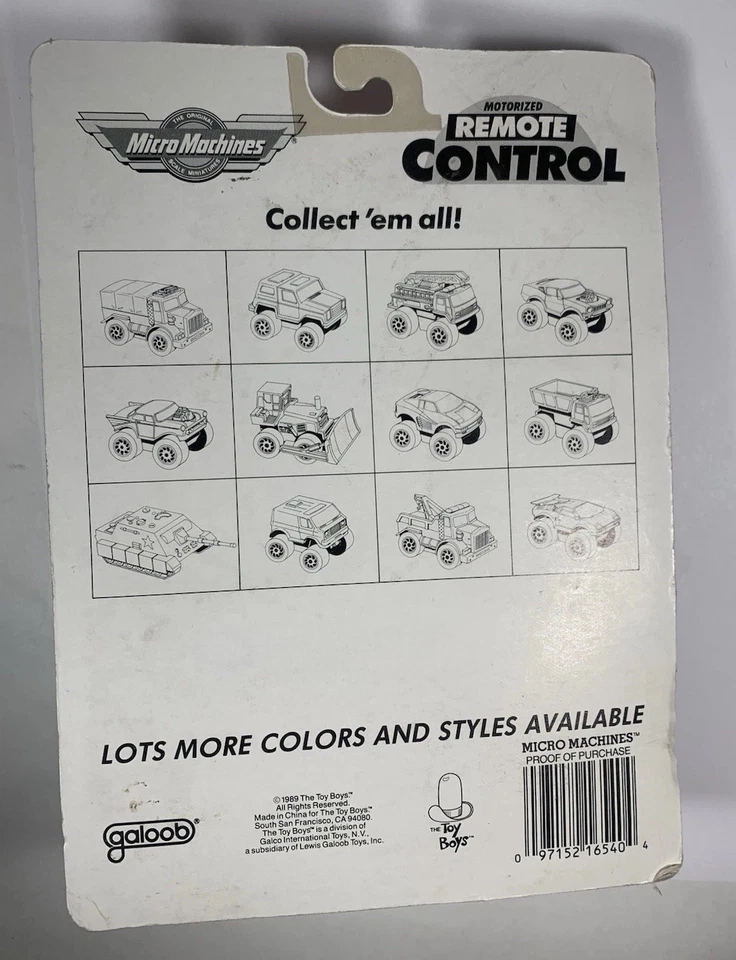 THE ORIGINAL
Micro Machines®
SCALE MINIATURES
MOTORIZED
REMOTE
CONTROL
Collect 'em all!
LOTS MORE COLORS AND STYLES AVAILABLE
MICRO MACHINES™
PROOF OF PURCHASE
galoob®
© 1989 The Toy Boys™
All Rights Reserved.
Made in China for The Toy Boys™
South San Francisco, CA 94080.
The Toy Boys™ is a division of
Galco International Toys, N.V.,
a subsidiary of Lewis Galoob Toys, Inc.
THE Toy
Boys™
0 97152 16540 4